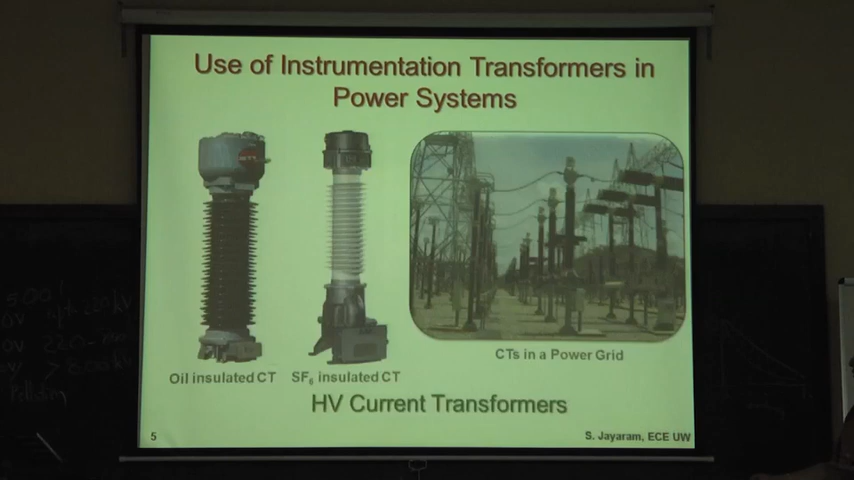 Use of Instrumentation Transformers in
Power Systems
Oil insulated CT
SF₆ insulated CT
CTs in a Power Grid
HV Current Transformers
5
S. Jayaram, ECE UW